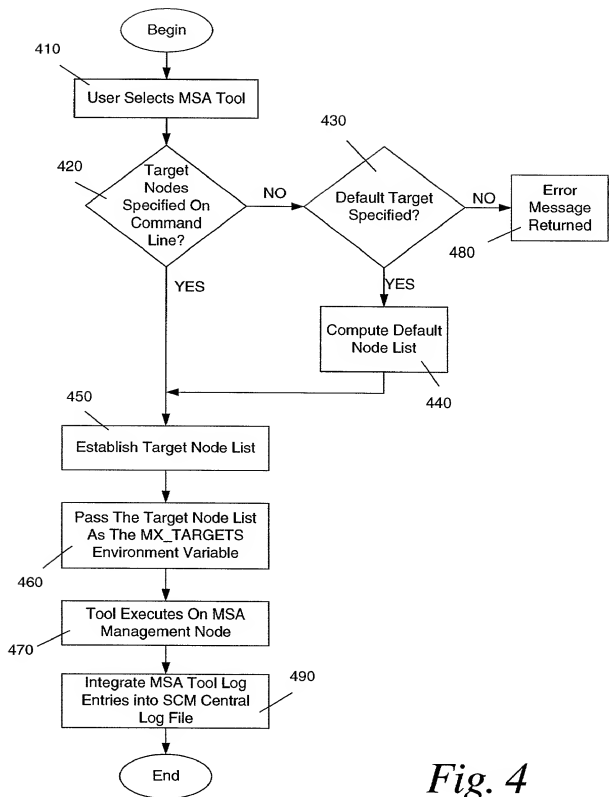 Begin
410
User Selects MSA Tool
430
420
Target
Nodes
Specified On
Command
Line?
NO
Default Target
Specified?
NO
Error
Message
Returned
480
YES
YES
Compute Default
Node List
440
450
Establish Target Node List
Pass The Target Node List
As The MX_TARGETS
Environment Variable
460
Tool Executes On MSA
Management Node
470
490
Integrate MSA Tool Log
Entries into SCM Central
Log File
End
Fig. 4